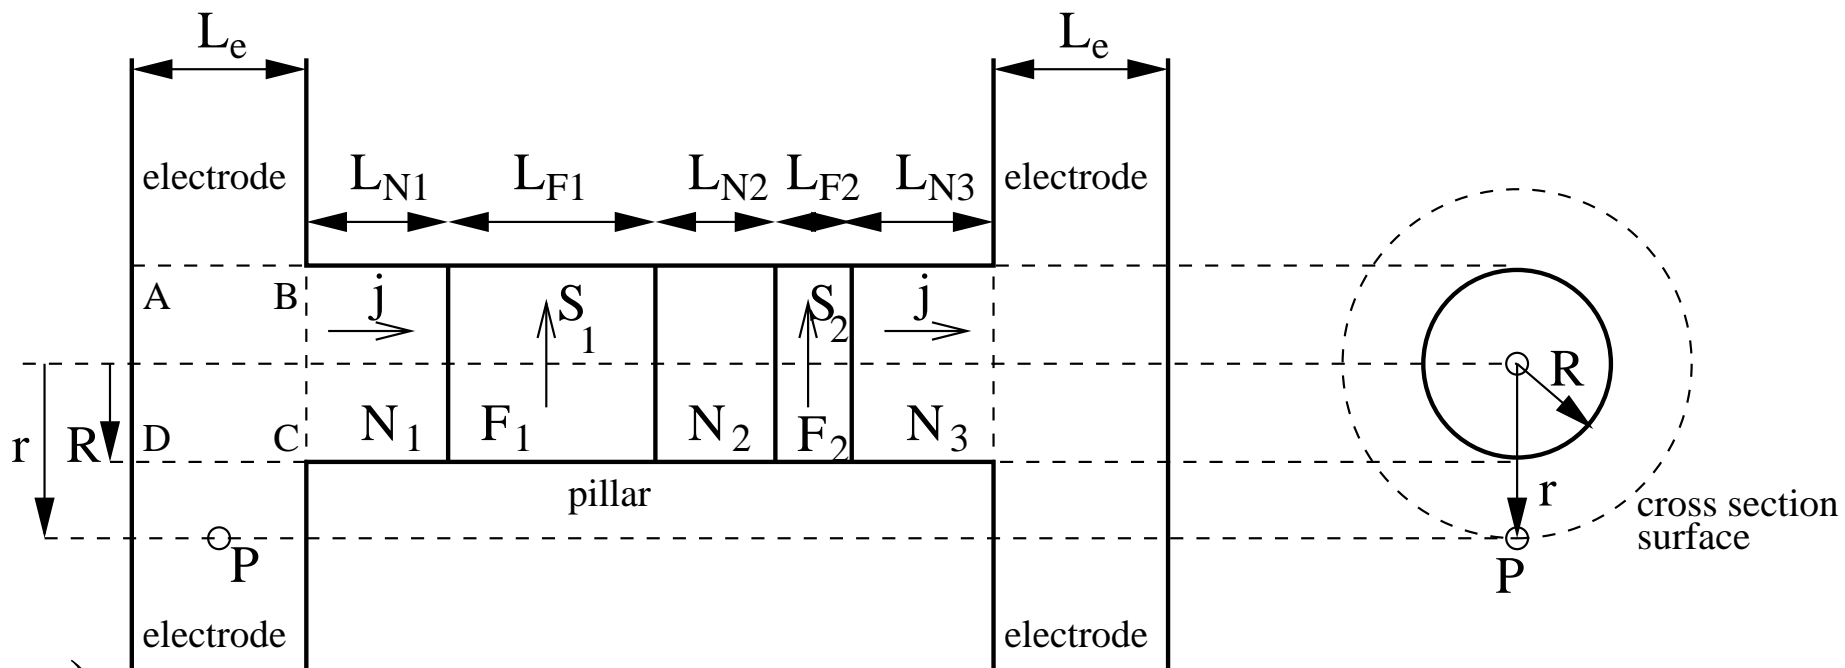 L_e L_e
electrode L_N1 L_F1 L_N2 L_F2 L_N3 electrode
A B j S_1 S_2 j
R
D C N_1 F_1 N_2 F_2 N_3
r R
pillar r
cross section
surface
P P
electrode electrode